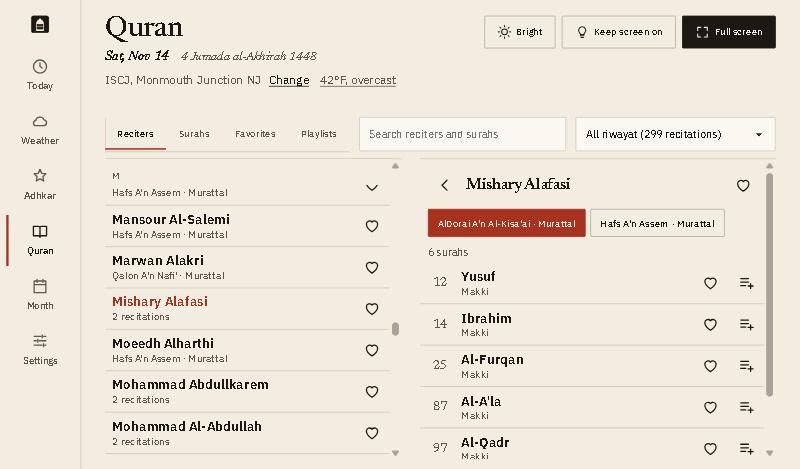 Quran
Sat, Nov 14 4 Jumada al-Akhirah 1448
ISCJ, Monmouth Junction NJ Change 42°F, overcast
Bright
Keep screen on
Full screen
Today
Weather
Adhkar
Quran
Month
Settings
Reciters Surahs Favorites Playlists
Search reciters and surahs
All riwayat (299 recitations)
M
Hafs A'n Assem · Murattal
Mansour Al-Salemi
Hafs A'n Assem · Murattal
Marwan Alakri
Qalon A'n Nafi' · Murattal
Mishary Alafasi
2 recitations
Moeedh Alharthi
Hafs A'n Assem · Murattal
Mohammad Abdullkarem
2 recitations
Mohammad Al-Abdullah
2 recitations
Mishary Alafasi
AlDorai A'n Al-Kisa'ai · Murattal
Hafs A'n Assem · Murattal
6 surahs
12 Yusuf
Makki
14 Ibrahim
Makki
25 Al-Furqan
Makki
87 Al-A'la
Makki
97 Al-Qadr
Makki